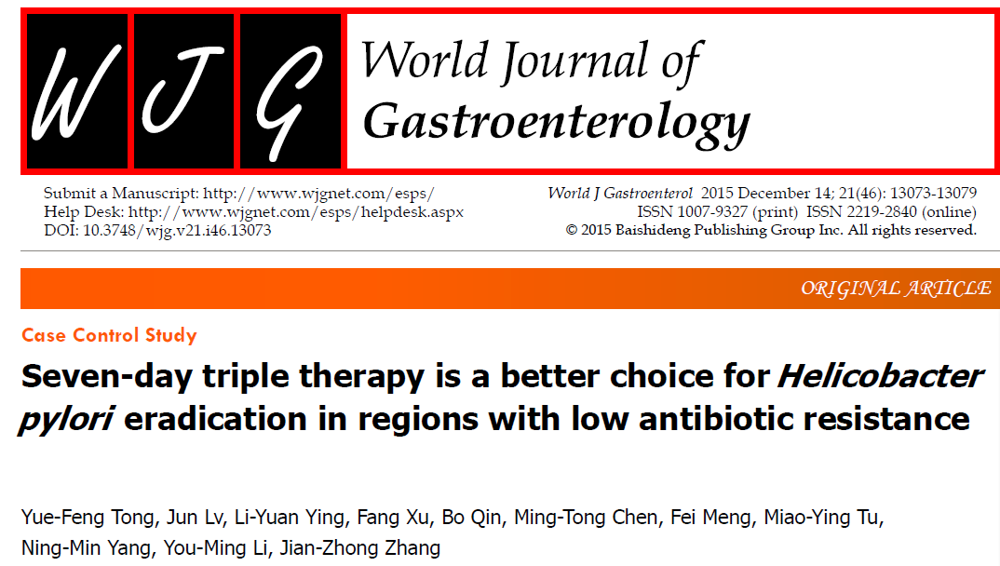 W J G
World Journal of
Gastroenterology
Submit a Manuscript: http://www.wjgnet.com/esps/
Help Desk: http://www.wjgnet.com/esps/helpdesk.aspx
DOI: 10.3748/wjg.v21.i46.13073
World J Gastroenterol 2015 December 14; 21(46): 13073-13079
ISSN 1007-9327 (print) ISSN 2219-2840 (online)
© 2015 Baishideng Publishing Group Inc. All rights reserved.
ORIGINAL ARTICLE
Case Control Study
Seven-day triple therapy is a better choice for Helicobacter
pylori eradication in regions with low antibiotic resistance
Yue-Feng Tong, Jun Lv, Li-Yuan Ying, Fang Xu, Bo Qin, Ming-Tong Chen, Fei Meng, Miao-Ying Tu,
Ning-Min Yang, You-Ming Li, Jian-Zhong Zhang